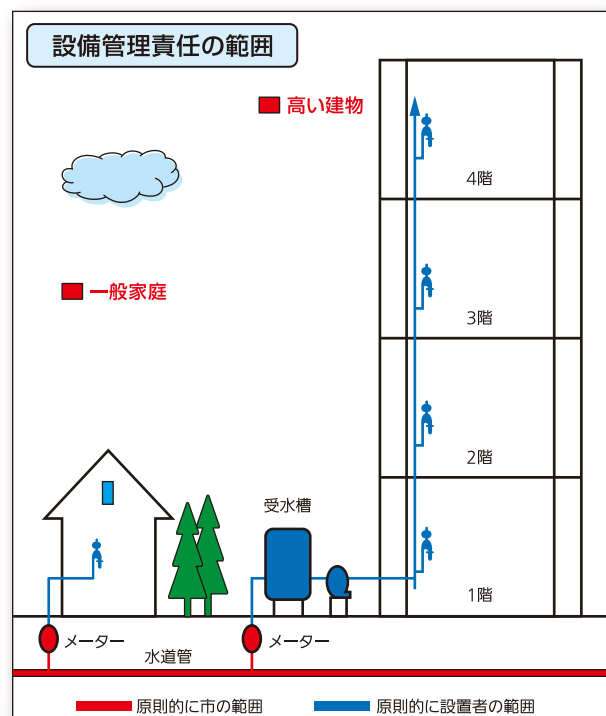 設備管理責任の範囲
高い建物
4階
一般家庭
3階
2階
受水槽
1階
メーター
メーター
水道管
原則的に市の範囲
原則的に設置者の範囲